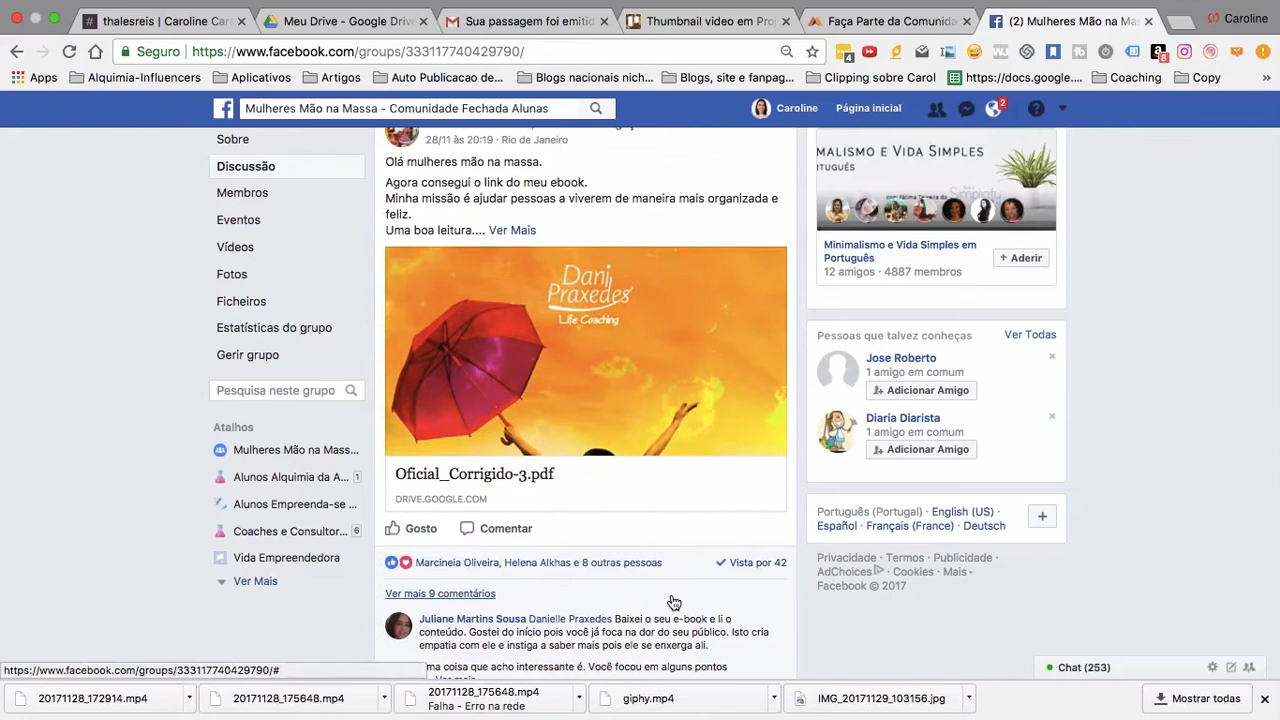 thalesreis | Caroline Car
Meu Drive - Google Drive
Sua passagem foi emitid
Thumbnail video em Pro
Faça Parte da Comunida
(2) Mulheres Mão na Ma
Caroline
Seguro
https://www.facebook.com/groups/333117740429790/
4
8
Apps
Alquimia-Influencers
Aplicativos
Artigos
Auto Publicacao de...
Blogs nacionais nich...
Blogs, site e fanpag...
Clipping sobre Carol
https://docs.google....
Coaching
Copy
Mulheres Mão na Massa - Comunidade Fechada Alunas
Caroline
Página inicial
2
Sobre
Discussão
Membros
Eventos
Vídeos
Fotos
Ficheiros
Estatísticas do grupo
Gerir grupo
Pesquisa neste grupo
Atalhos
Mulheres Mão na Mass...
Alunos Alquimia da A... 1
Alunos Empreenda-se ...
Coaches e Consultor... 6
Vida Empreendedora
Ver Mais
28/11 às 20:19 · Rio de Janeiro
Olá mulheres mão na massa.
Agora consegui o link do meu ebook.
Minha missão é ajudar pessoas a viverem de maneira mais organizada e
feliz.
Uma boa leitura.... Ver Mais
Dani
Praxedes
Life Coaching
Oficial_Corrigido-3.pdf
DRIVE.GOOGLE.COM
Gosto
Comentar
Marcineia Oliveira, Helena Alkhas e 8 outras pessoas
Vista por 42
Ver mais 9 comentários
Juliane Martins Sousa Danielle Praxedes Baixei o seu e-book e li o
conteúdo. Gostei do início pois você já foca na dor do seu público. Isto cria
empatia com ele e instiga a saber mais pois ele se enxerga ali.
ma coisa que acho interessante é. Você focou em alguns pontos
MALISMO E VIDA SIMPLES
RTUGUÊS
Minimalismo e Vida Simples em
Português
12 amigos · 4887 membros
+ Aderir
Pessoas que talvez conheças
Ver Todas
Jose Roberto
1 amigo em comum
Adicionar Amigo
Diaria Diarista
1 amigo em comum
Adicionar Amigo
Português (Portugal) · English (US) ·
Español · Français (France) · Deutsch
Privacidade · Termos · Publicidade ·
AdChoices · Cookies · Mais
Facebook © 2017
https://www.facebook.com/groups/333117740429790/#
Chat (253)
20171128_172914.mp4
20171128_175648.mp4
20171128_175648.mp4
Falha - Erro na rede
giphy.mp4
IMG_20171129_103156.jpg
Mostrar todas